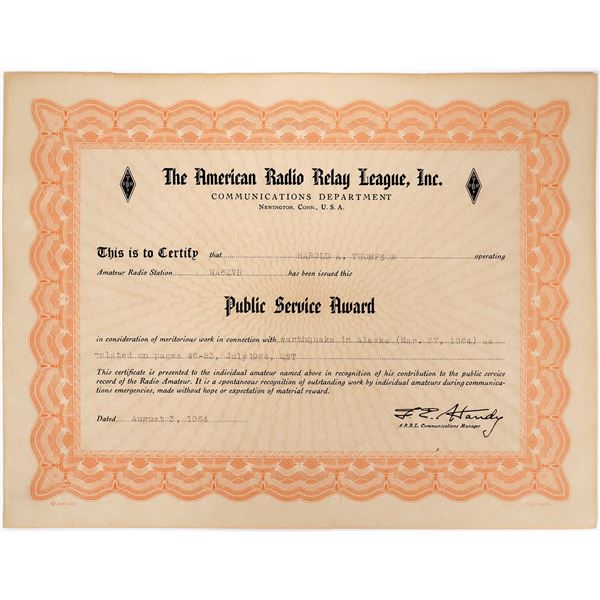 The American Radio Relay League, Inc.
COMMUNICATIONS DEPARTMENT
NEWINGTON, CONN., U. S. A.
This is to Certify that HAROLD A. THOMPSON operating
Amateur Radio Station WA6ZVR has been issued this
Public Service Award
in consideration of meritorious work in connection with earthquake in alaska (Mar. 27, 1964) as
related on pages 46-53, July 1964, QST
This certificate is presented to the individual amateur named above in recognition of his contribution to the public service
record of the Radio Amateur. It is a spontaneous recognition of outstanding work by individual amateurs during communica-
tions emergencies, made without hope or expectation of material reward.
Dated August 3, 1964
F. E. Handy
A.R.R.L. Communications Manager